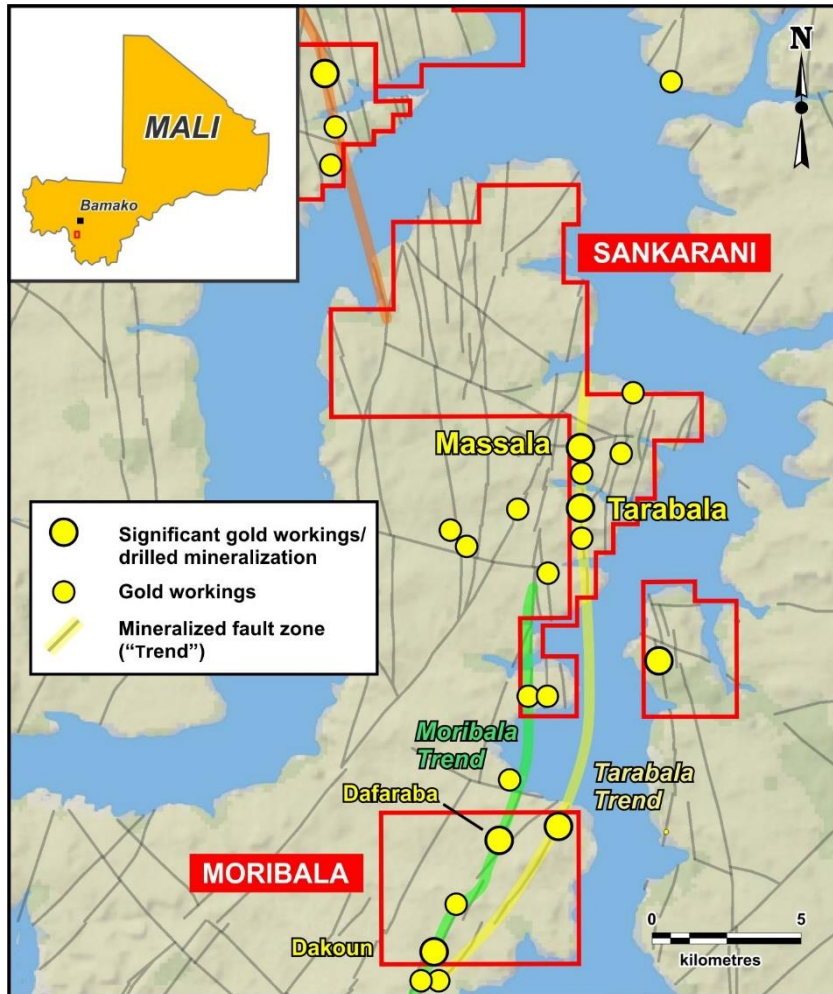 MALI
Bamako
N
SANKARANI
Massala
Tarabala
Significant gold workings/
drilled mineralization
Gold workings
Mineralized fault zone
("Trend")
Moribala
Trend
Tarabala
Trend
Dafaraba
MORIBALA
Dakoun
0 5
kilometres